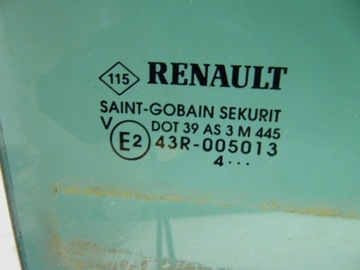 115 RENAULT
SAINT-GOBAIN SEKURIT
V DOT 39 AS 3 M 445
E2 43R-005013
4···